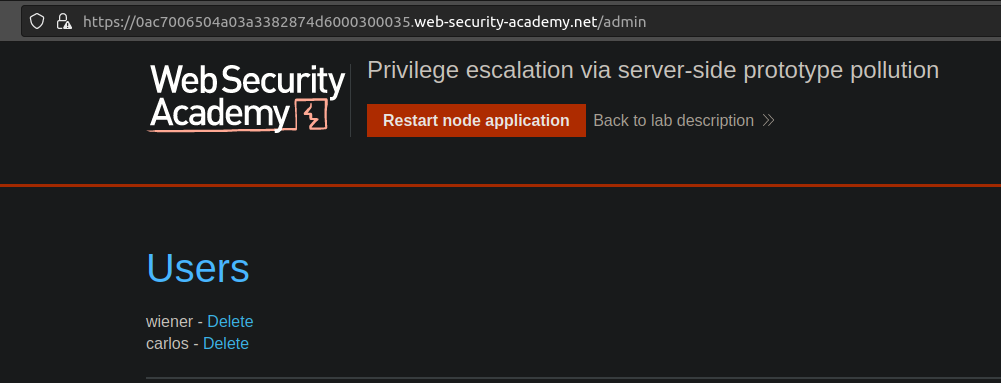 https://0ac7006504a03a3382874d6000300035.web-security-academy.net/admin
Web Security
Academy
Privilege escalation via server-side prototype pollution
Restart node application
Back to lab description
Users
wiener - Delete
carlos - Delete